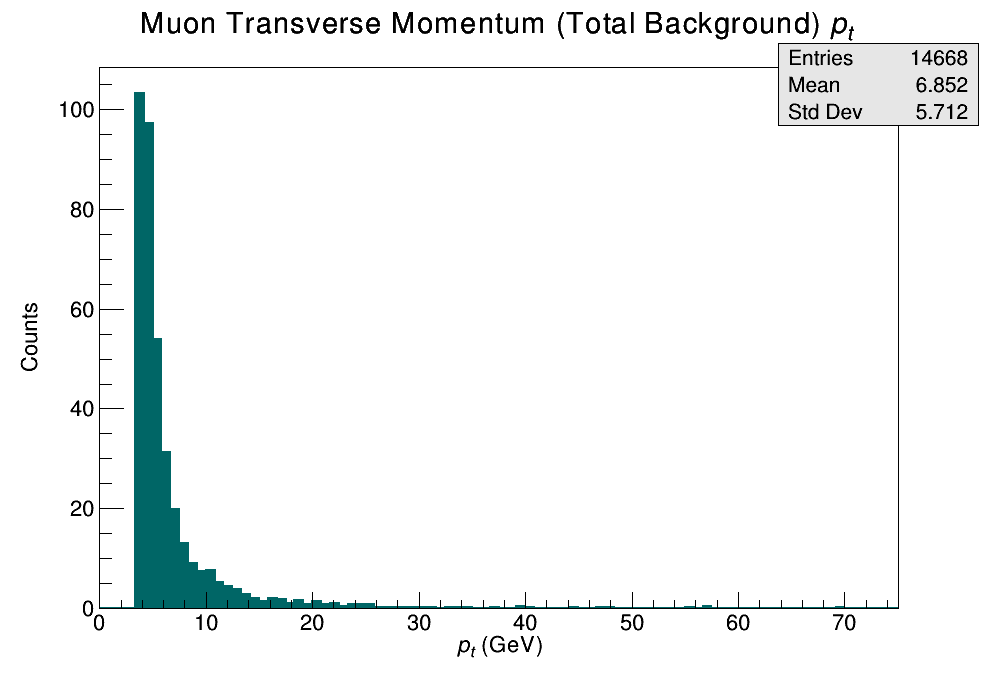 Muon Transverse Momentum (Total Background) pt
Entries 14668
Mean 6.852
Std Dev 5.712
100
80
60
40
20
0
Counts
0 10 20 30 40 50 60 70
pt (GeV)